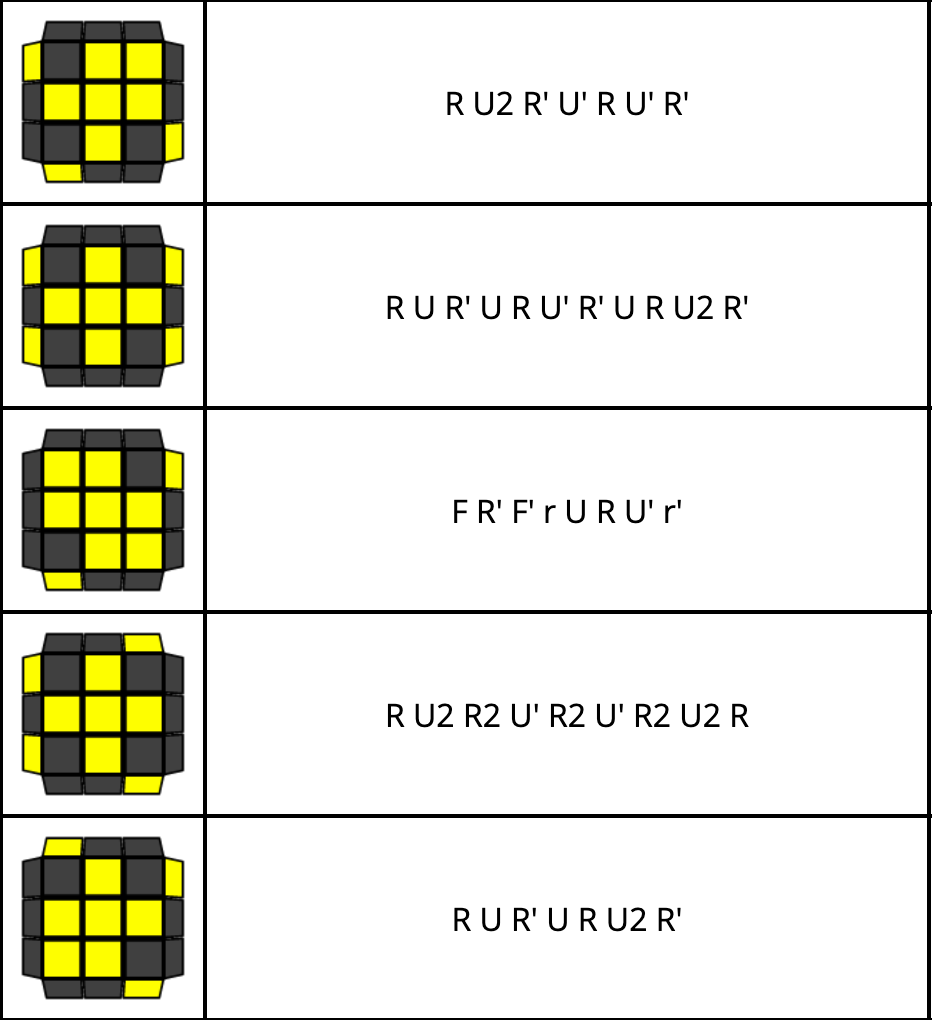 R U2 R' U' R U' R'
R U R' U R U' R' U R U2 R'
F R' F' r U R U' r'
R U2 R2 U' R2 U' R2 U2 R
R U R' U R U2 R'